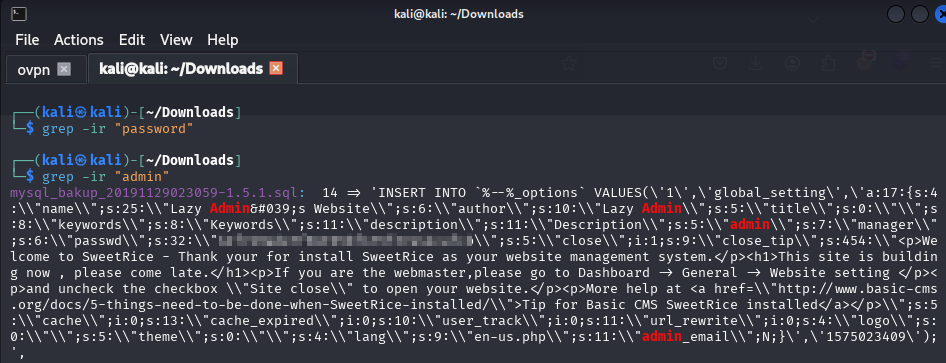 kali@kali: ~/Downloads
File Actions Edit View Help
ovpn kali@kali: ~/Downloads
┌──(kali㉿kali)-[~/Downloads]
└─$ grep -ir "password"
┌──(kali㉿kali)-[~/Downloads]
└─$ grep -ir "admin"
mysql_bakup_20191129023059-1.5.1.sql:  14 => 'INSERT INTO `%--%_options` VALUES(\'1\',\'global_setting\',\'a:17:{s:4
:\\"name\\";s:25:\\"Lazy Admin&#039;s Website\\";s:6:\\"author\\";s:10:\\"Lazy Admin\\";s:5:\\"title\\";s:0:\\"\\";s
:8:\\"keywords\\";s:8:\\"Keywords\\";s:11:\\"description\\";s:11:\\"Description\\";s:5:\\"admin\\";s:7:\\"manager\\"
;s:6:\\"passwd\\";s:32:\\"\\";s:5:\\"close\\";i:1;s:9:\\"close_tip\\";s:454:\\"<p>We
lcome to SweetRice - Thank your for install SweetRice as your website management system.</p><h1>This site is buildin
g now , please come late.</h1><p>If you are the webmaster,please go to Dashboard -> General -> Website setting </p><
p>and uncheck the checkbox \\"Site close\\" to open your website.</p><p>More help at <a href=\\"http://www.basic-cms
.org/docs/5-things-need-to-be-done-when-SweetRice-installed/\\">Tip for Basic CMS SweetRice installed</a></p>\\";s:5
:\\"cache\\";i:0;s:13:\\"cache_expired\\";i:0;s:10:\\"user_track\\";i:0;s:11:\\"url_rewrite\\";i:0;s:4:\\"logo\\";s:
0:\\"\\";s:5:\\"theme\\";s:0:\\"\\";s:4:\\"lang\\";s:9:\\"en-us.php\\";s:11:\\"admin_email\\";N;}\',\'1575023409\');
',